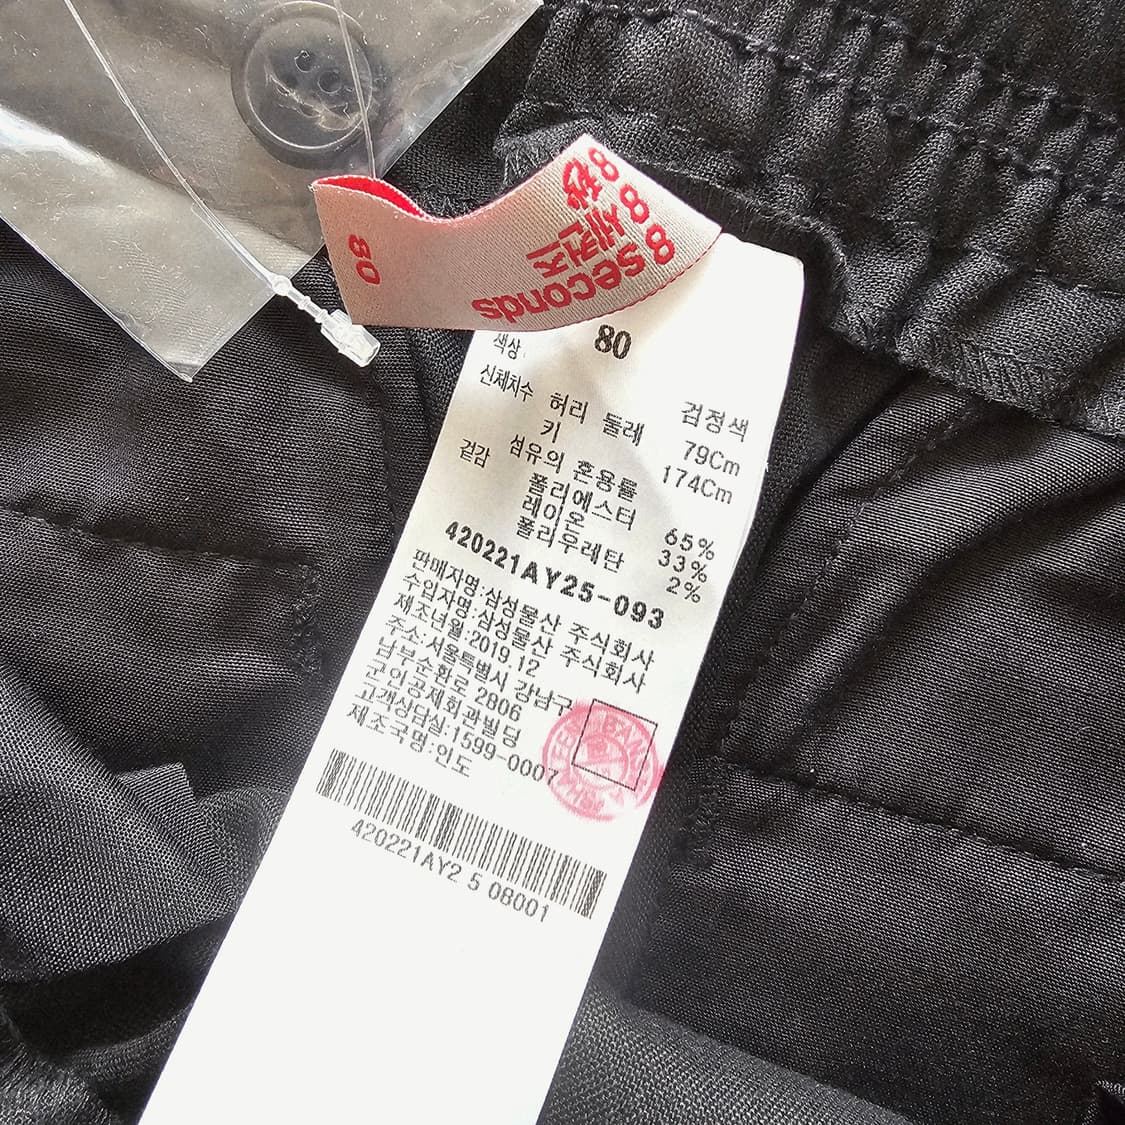 80
888
8seconds
세컨즈
80
색상:
검정색
신체치수 허리 둘레 79Cm
키 174Cm
섬유의 혼용률
겉감 폴리에스터 65%
레이온 33%
폴리우레탄 2%
420221AY25-093
판매자명:삼성물산 주식회사
수입자명:삼성물산 주식회사
제조년월:2019.12
주소:서울특별시 강남구
남부순환로 2806
군인공제회관빌딩
고객상담실:1599-0007
제조국명:인도
420221AY2 5 0B001